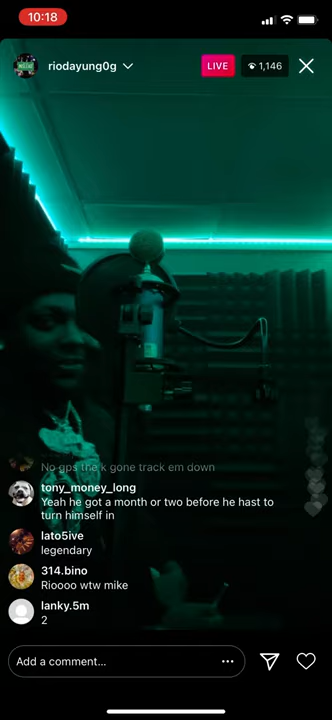 10:18
riodayung0g
LIVE
1,146
No gps the k gone track em down
tony_money_long
Yeah he got a month or two before he hast to
turn himself in
lato5ive
legendary
314.bino
Rioooo wtw mike
lanky.5m
2
Add a comment...